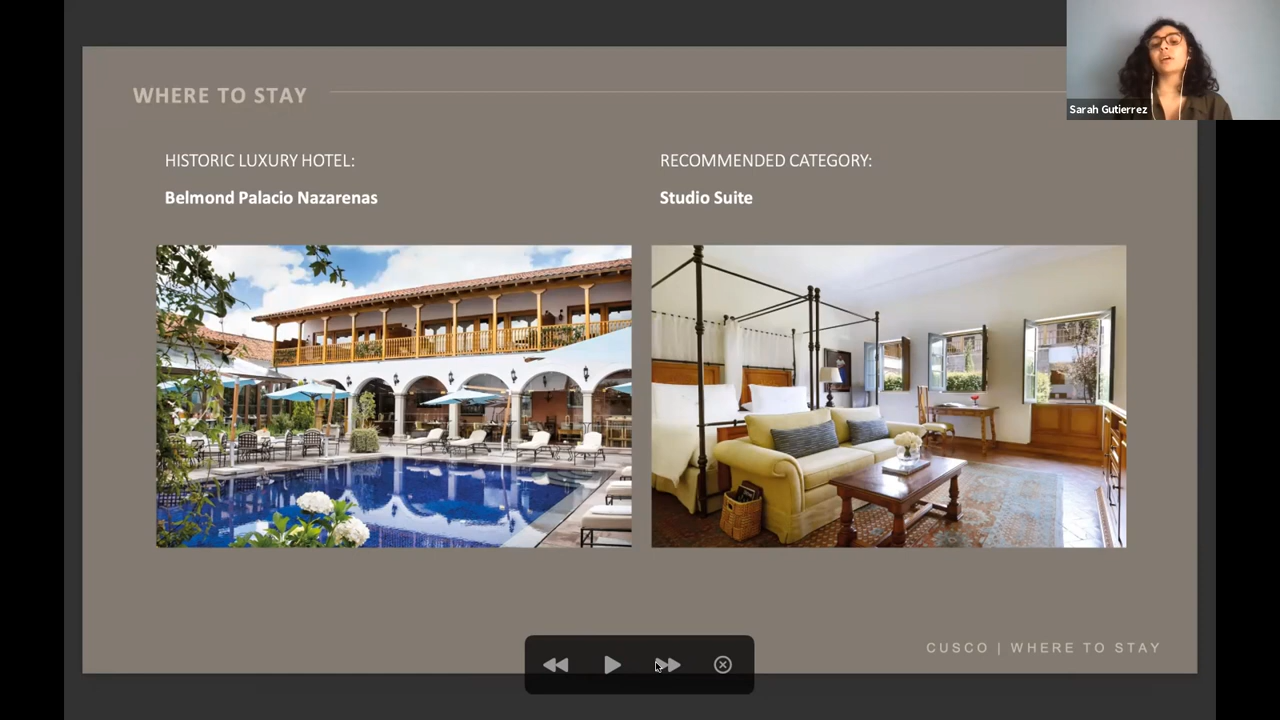 WHERE TO STAY
Sarah Gutierrez
HISTORIC LUXURY HOTEL:
Belmond Palacio Nazarenas
RECOMMENDED CATEGORY:
Studio Suite
CUSCO | WHERE TO STAY